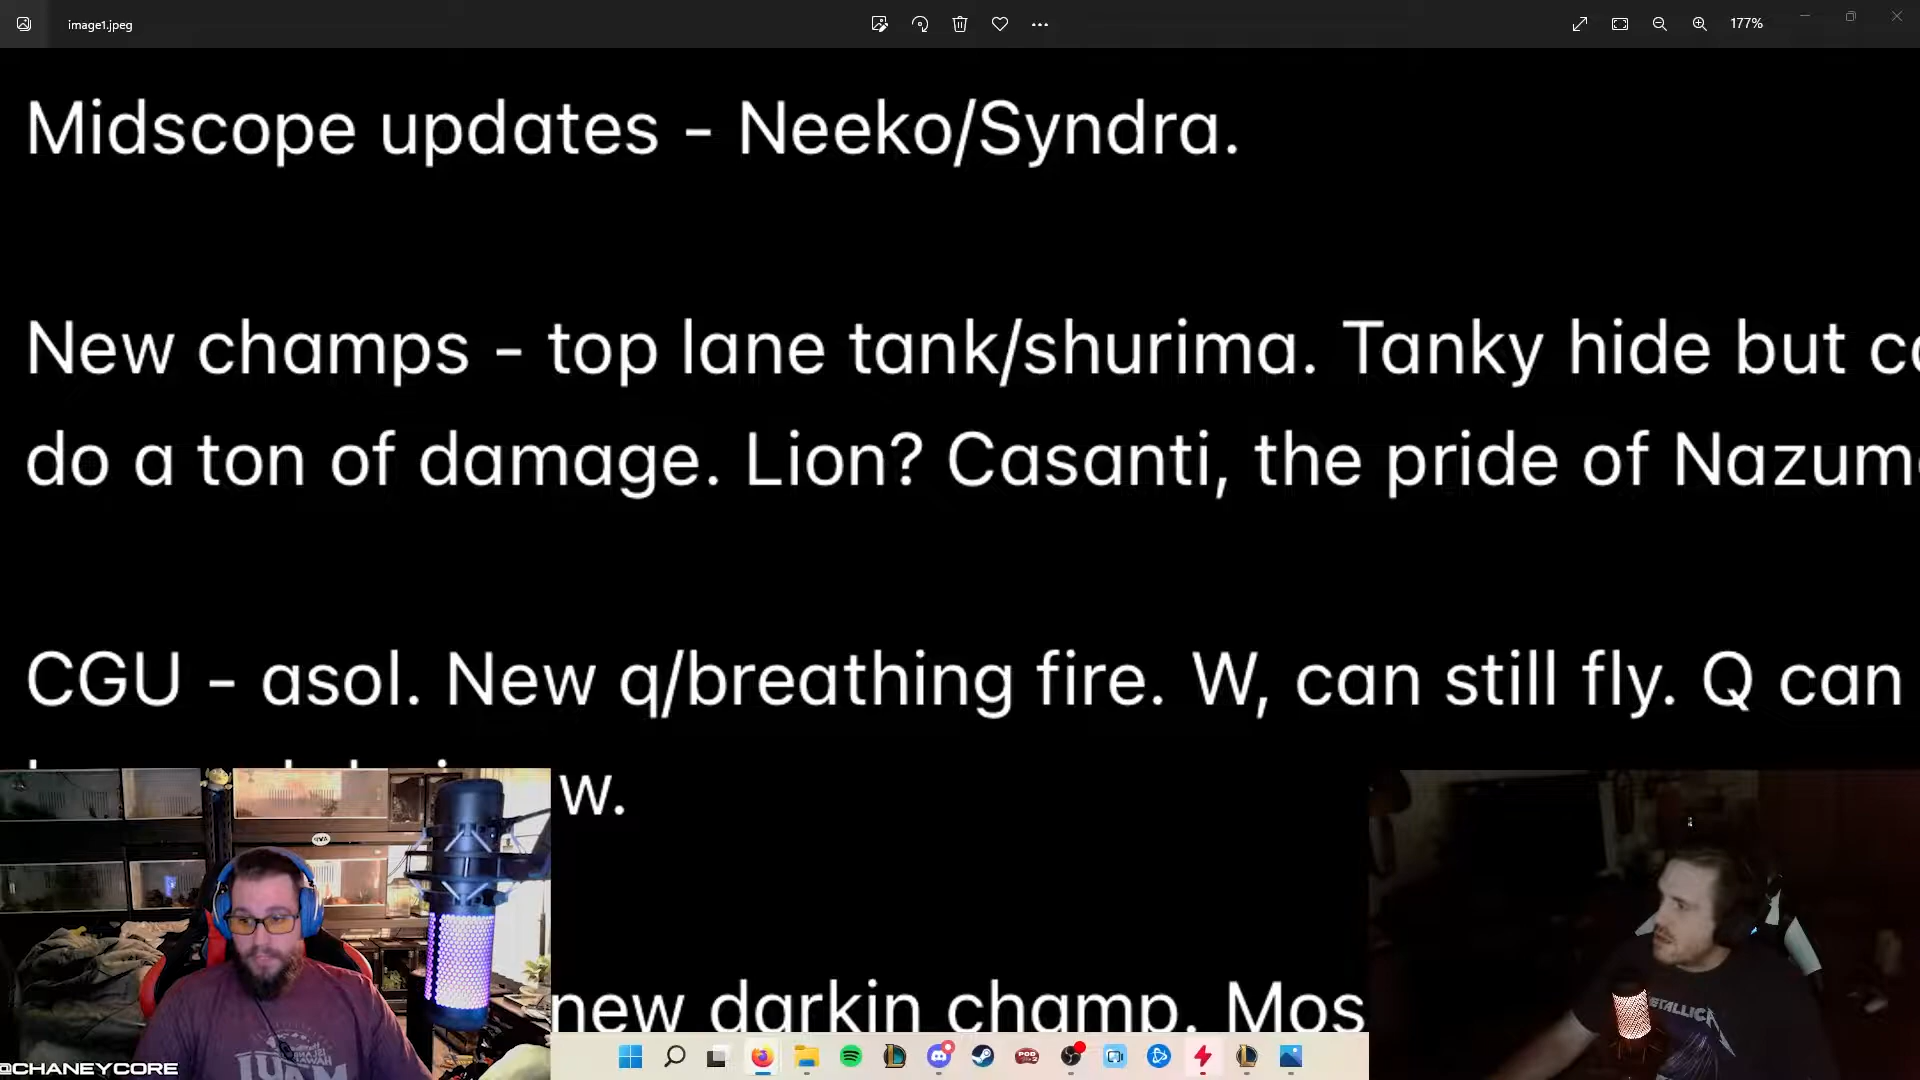 image1.jpeg
177%
Midscope updates - Neeko/Syndra.
New champs - top lane tank/shurima. Tanky hide but
do a ton of damage. Lion? Casanti, the pride of
CGU - asol. New q/breathing fire. W, can still fly. Q can
w.
new darkin champ.
METALLICA
MAUI
@CHANEYCORE